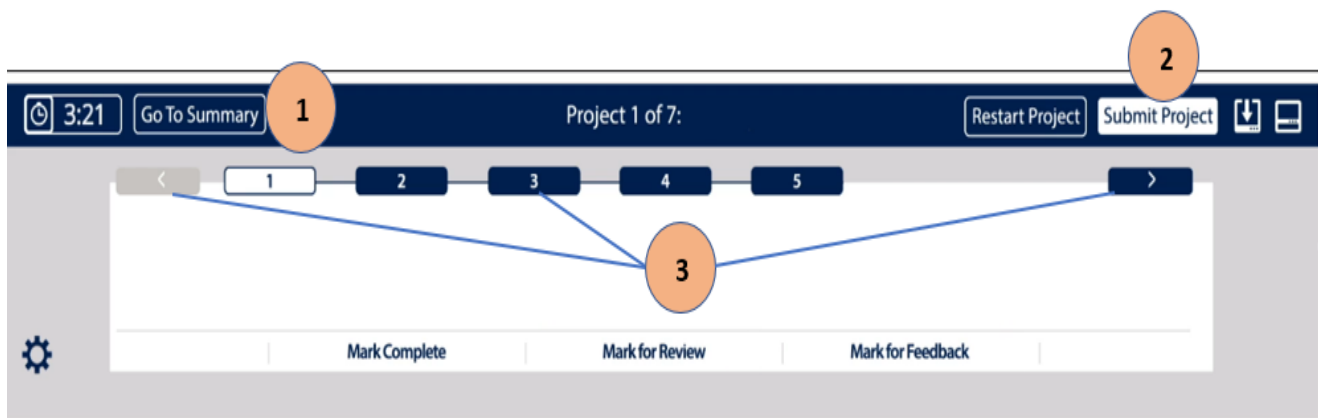 2
3:21 Go To Summary 1 Project 1 of 7: Restart Project Submit Project
< 1 2 3 4 5 >
3
Mark Complete Mark for Review Mark for Feedback